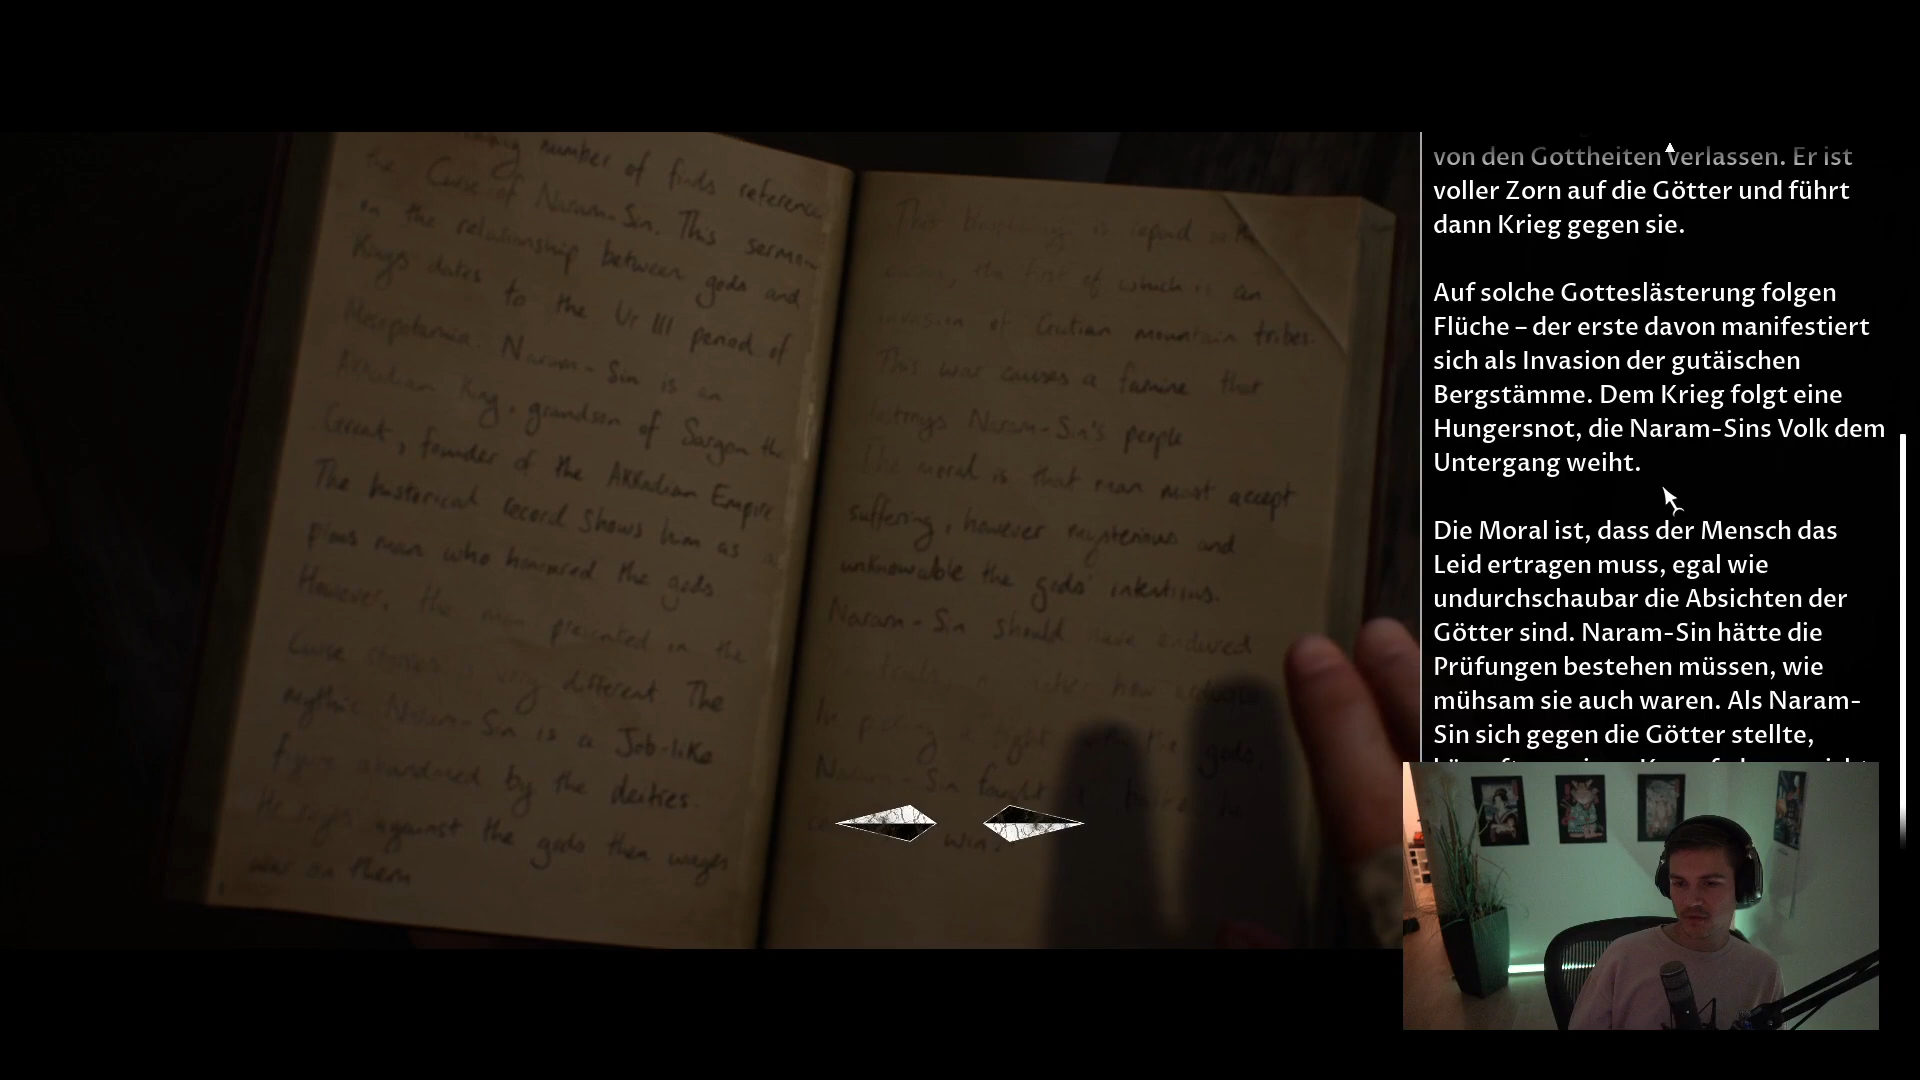 number of finds reference
the Curse of Naram-Sin. This sermon
on the relationship between gods and
Kings dates to the Ur III period of
Mesopotamia. Naram-Sin is an
Akkadian King, grandson of Sargon the
Great, founder of the Akkadian Empire
The historical record shows him as a
pious man who honoured the gods
However, the man presented in the
Curse stories is very different The
mythic Naram-Sin is a Job-like
figure abandoned by the deities
He rages against the gods then wages
war on them
This blasphemy is repaid with
curses, the first of which is an
invasion of Gutian mountain tribes.
This war causes a famine that
destroys Naram-Sin's people
The moral is that man must accept
suffering, however mysterious and
unknowable the gods' intentions.
Naram-Sin should have endured
In picking a fight the gods
Naram-Sin fought he
win.
von den Gottheiten verlassen. Er ist
voller Zorn auf die Götter und führt
dann Krieg gegen sie.
Auf solche Gotteslästerung folgen
Flüche – der erste davon manifestiert
sich als Invasion der gutäischen
Bergstämme. Dem Krieg folgt eine
Hungersnot, die Naram-Sins Volk dem
Untergang weiht.
Die Moral ist, dass der Mensch das
Leid ertragen muss, egal wie
undurchschaubar die Absichten der
Götter sind. Naram-Sin hätte die
Prüfungen bestehen müssen, wie
mühsam sie auch waren. Als Naram-
Sin sich gegen die Götter stellte,